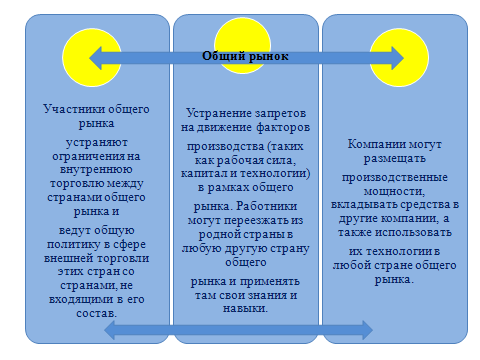 Общий рынок
Участники общего
рынка
устраняют
ограничения на
внутреннюю
торговлю между
странами общего
рынка и
ведут общую
политику в сфере
внешней торговли
этих стран со
странами, не
входящими в его
состав.
Устранение запретов
на движение факторов
производства (таких
как рабочая сила,
капитал и технологии)
в рамках общего
рынка. Работники
могут переезжать из
родной страны в
любую другую страну
общего
рынка и применять
там свои знания и
навыки.
Компании могут
размещать
производственные
мощности,
вкладывать средства в
другие компании, а
также использовать
их технологии в
любой стране общего
рынка.